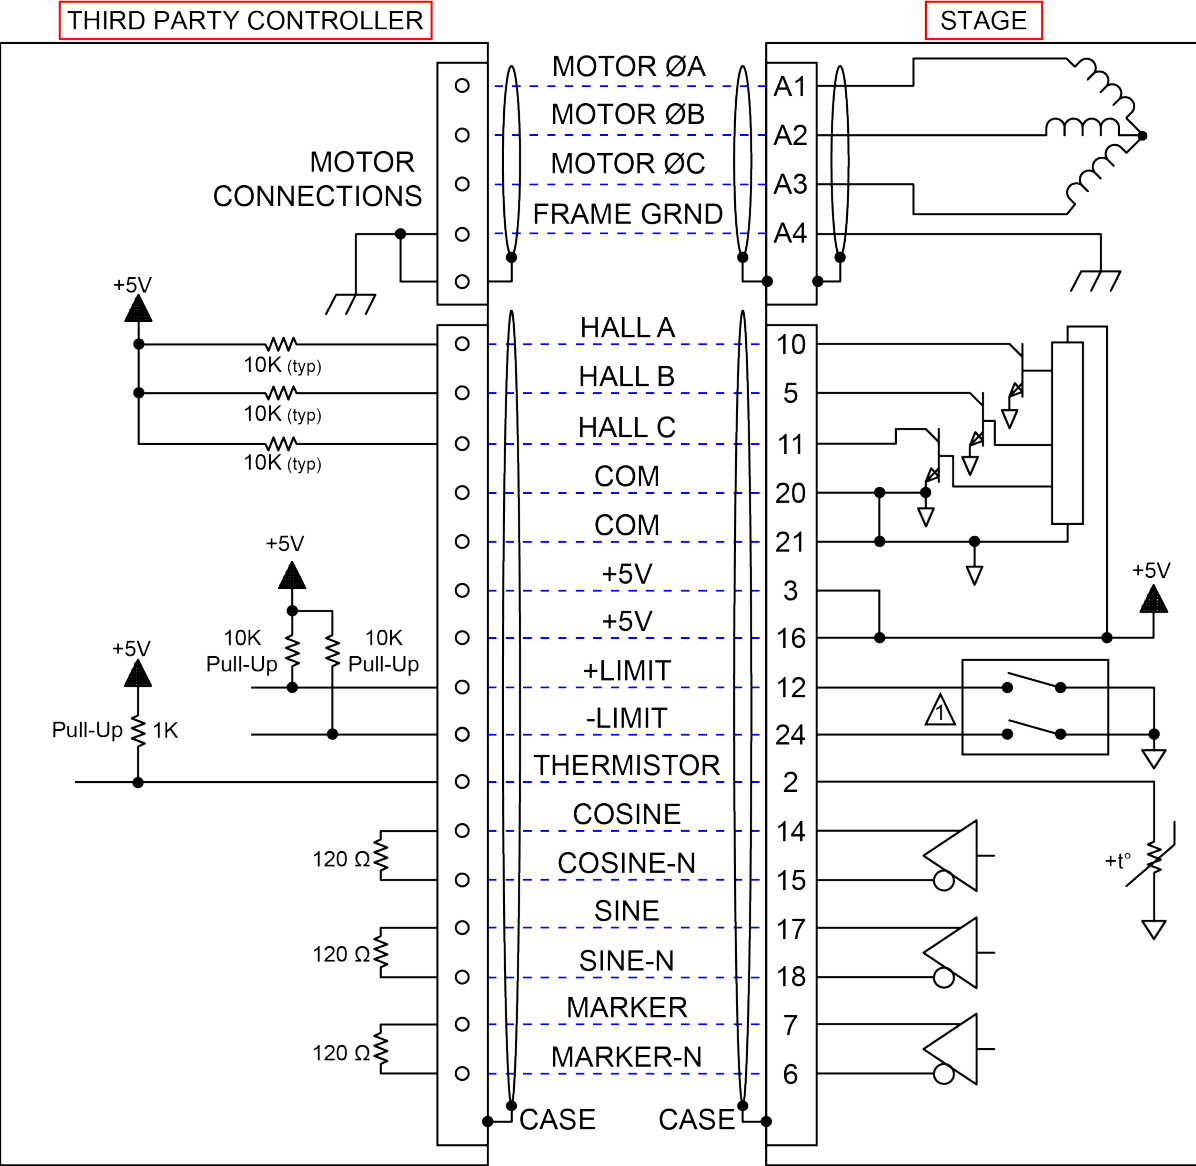 THIRD PARTY CONTROLLER
STAGE
MOTOR ØA
A1
MOTOR ØB
A2
MOTOR
CONNECTIONS
MOTOR ØC
A3
FRAME GRND
A4
+5V
HALL A
10
10K (typ)
HALL B
5
10K (typ)
HALL C
11
10K (typ)
COM
20
COM
21
+5V
+5V
3
+5V
+5V
16
10K
Pull-Up
10K
Pull-Up
+5V
+LIMIT
12
-LIMIT
24
1
Pull-Up
1K
THERMISTOR
2
COSINE
14
120 Ω
COSINE-N
15
+t°
SINE
17
120 Ω
SINE-N
18
MARKER
7
120 Ω
MARKER-N
6
CASE
CASE